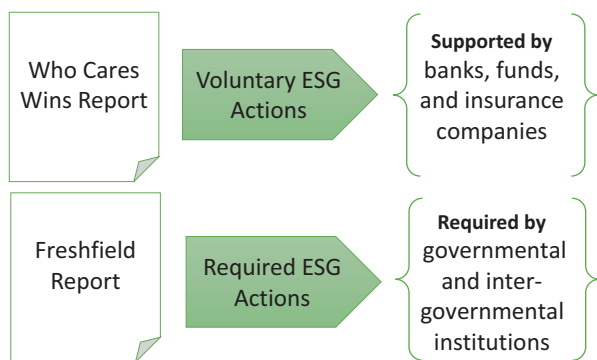 Who Cares
Wins Report
Voluntary ESG
Actions
Supported by
banks, funds,
and insurance
companies
Freshfield
Report
Required ESG
Actions
Required by
governmental
and inter-
governmental
institutions